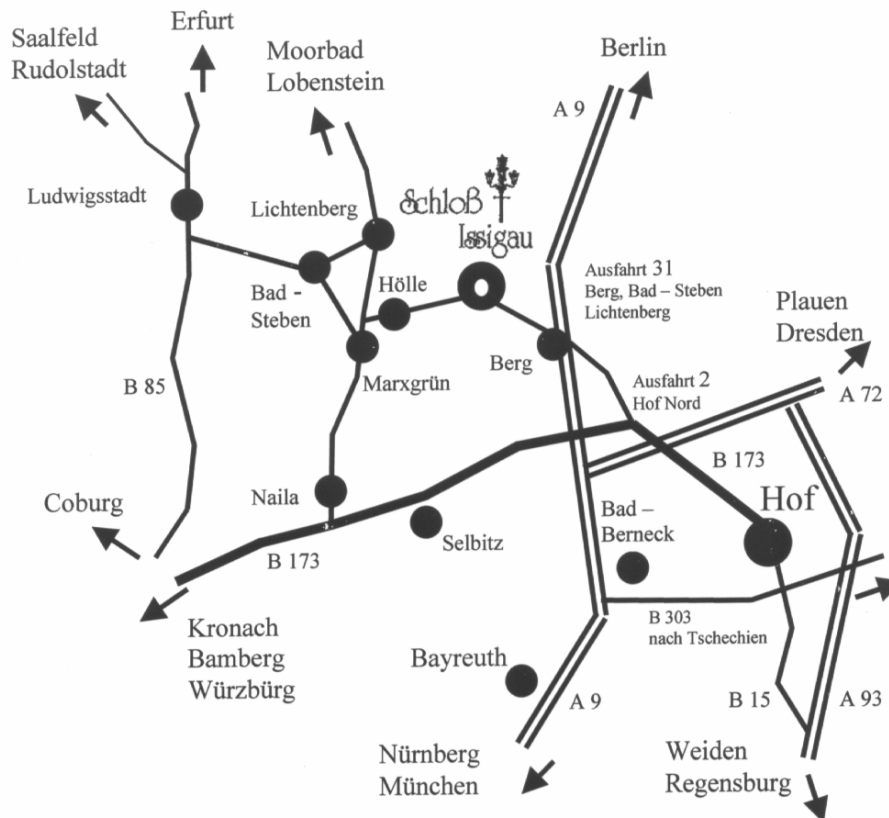 Erfurt
Saalfeld
Rudolstadt
Moorbad
Lobenstein
Berlin
A 9
Ludwigsstadt
Lichtenberg
Schloß
Issigau
Bad -
Steben
Hölle
Ausfahrt 31
Berg, Bad – Steben
Lichtenberg
Plauen
Dresden
B 85
Marxgrün
Berg
Ausfahrt 2
Hof Nord
A 72
B 173
Coburg
Naila
Selbitz
Bad –
Berneck
Hof
B 173
B 303
nach Tschechien
Kronach
Bamberg
Würzbürg
Bayreuth
A 9
B 15
A 93
Nürnberg
München
Weiden
Regensburg